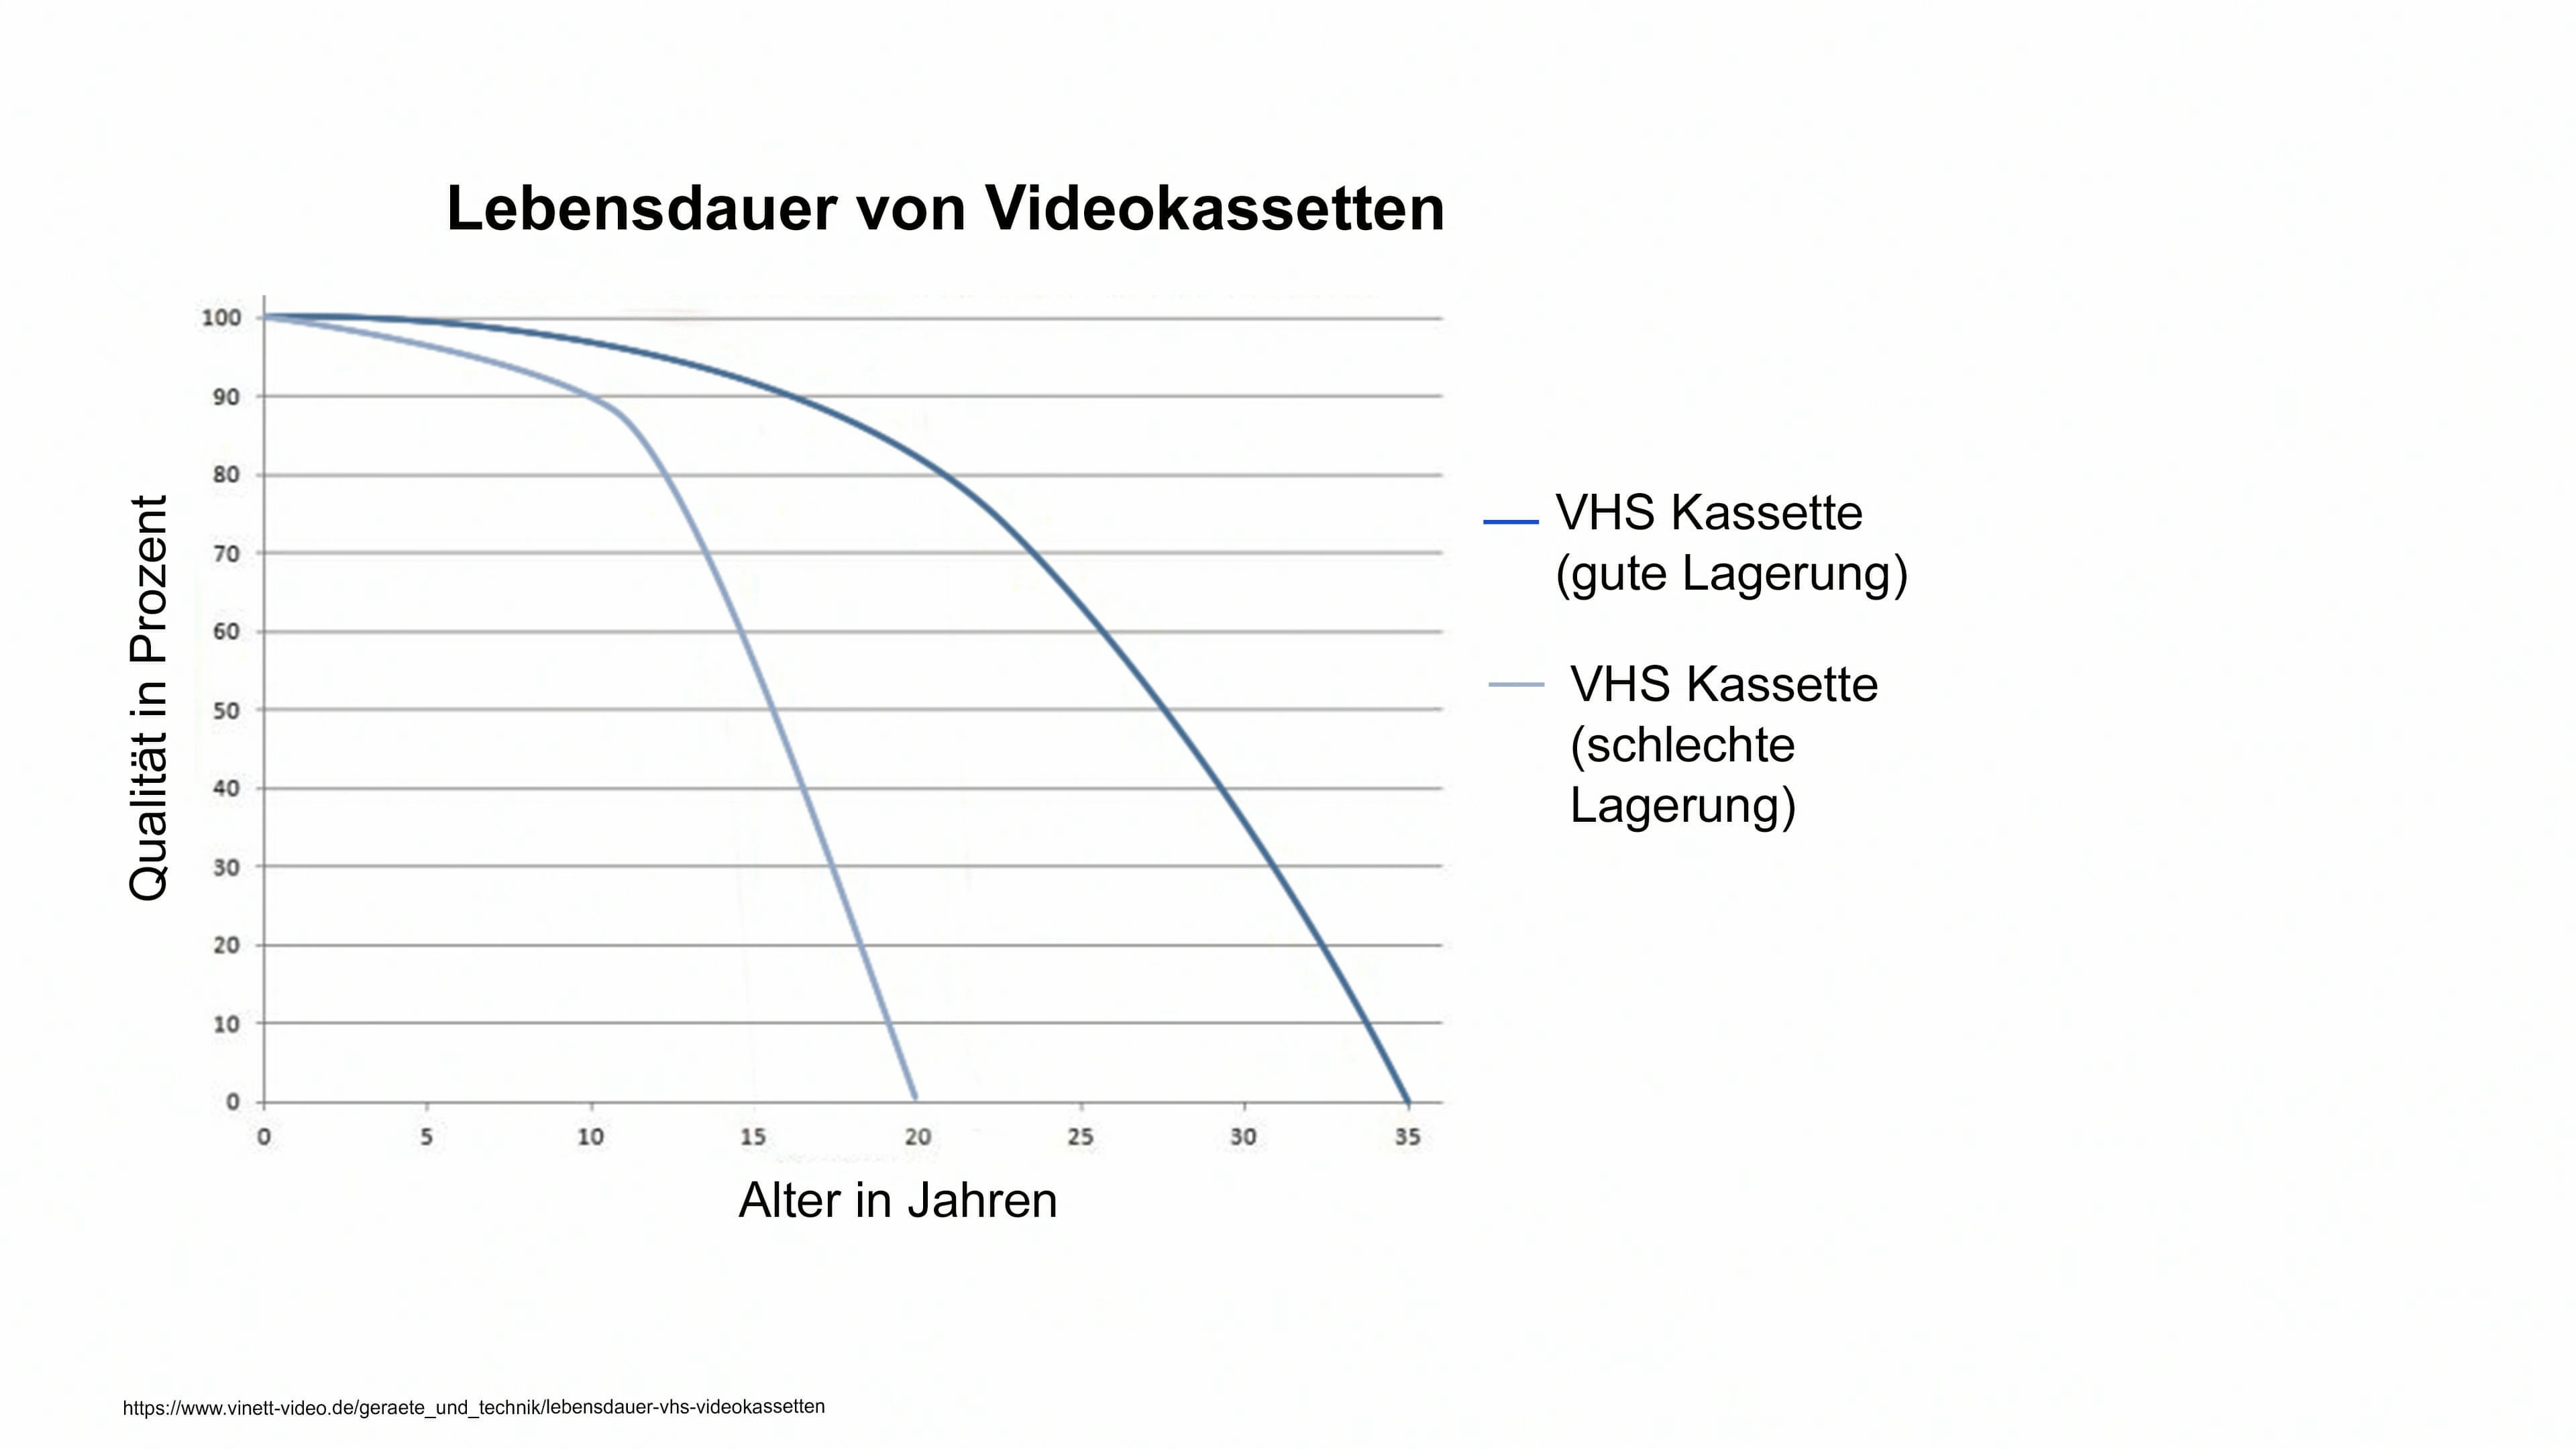 Lebensdauer von Videokassetten
100
90
80
70
60
50
40
30
20
10
0
Qualität in Prozent
0 5 10 15 20 25 30 35
Alter in Jahren
VHS Kassette
(gute Lagerung)
VHS Kassette
(schlechte
Lagerung)
https://www.vinett-video.de/geraete_und_technik/lebensdauer-vhs-videokassetten